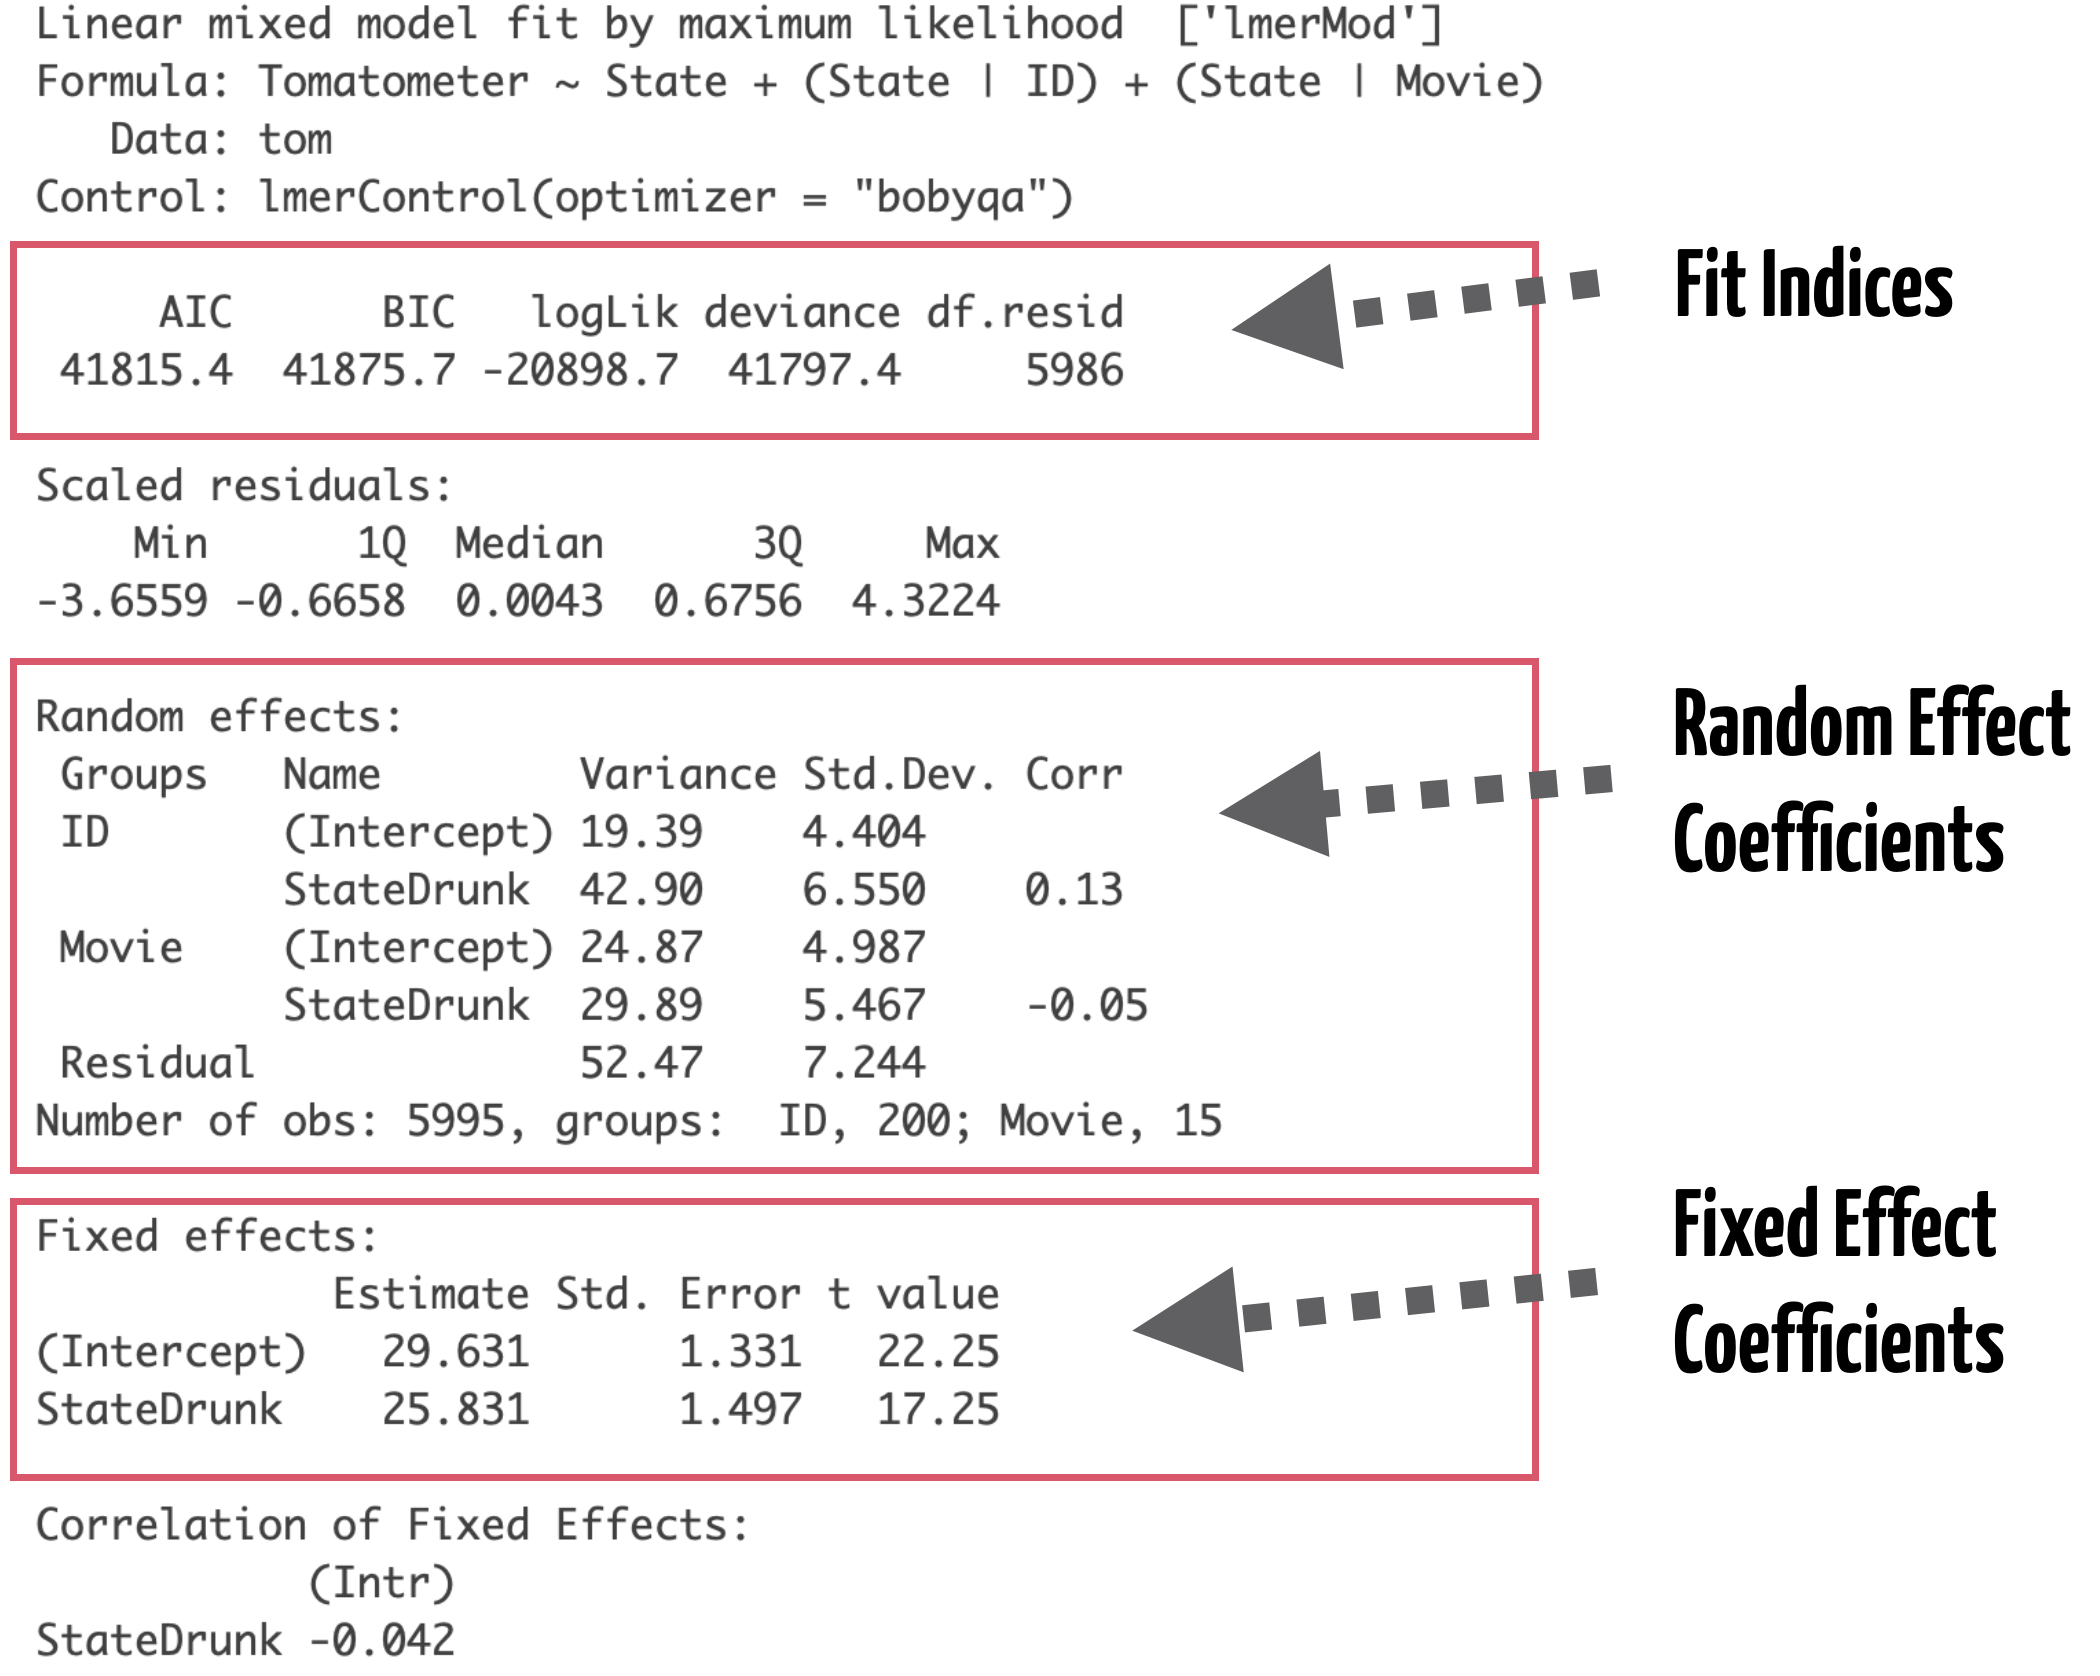 Linear mixed model fit by maximum likelihood  ['lmerMod']
Formula: Tomatometer ~ State + (State | ID) + (State | Movie)
   Data: tom
Control: lmerControl(optimizer = "bobyqa")
     AIC      BIC   logLik deviance df.resid
 41815.4  41875.7 -20898.7  41797.4     5986
Fit Indices
Scaled residuals:
    Min      1Q  Median      3Q     Max
-3.6559 -0.6658  0.0043  0.6756  4.3224
Random effects:
 Groups   Name        Variance Std.Dev. Corr
 ID       (Intercept) 19.39    4.404
          StateDrunk  42.90    6.550    0.13
 Movie    (Intercept) 24.87    4.987
          StateDrunk  29.89    5.467    -0.05
 Residual             52.47    7.244
Number of obs: 5995, groups:  ID, 200; Movie, 15
Random Effect
Coefficients
Fixed effects:
            Estimate Std. Error t value
(Intercept)   29.631      1.331   22.25
StateDrunk    25.831      1.497   17.25
Fixed Effect
Coefficients
Correlation of Fixed Effects:
           (Intr)
StateDrunk -0.042